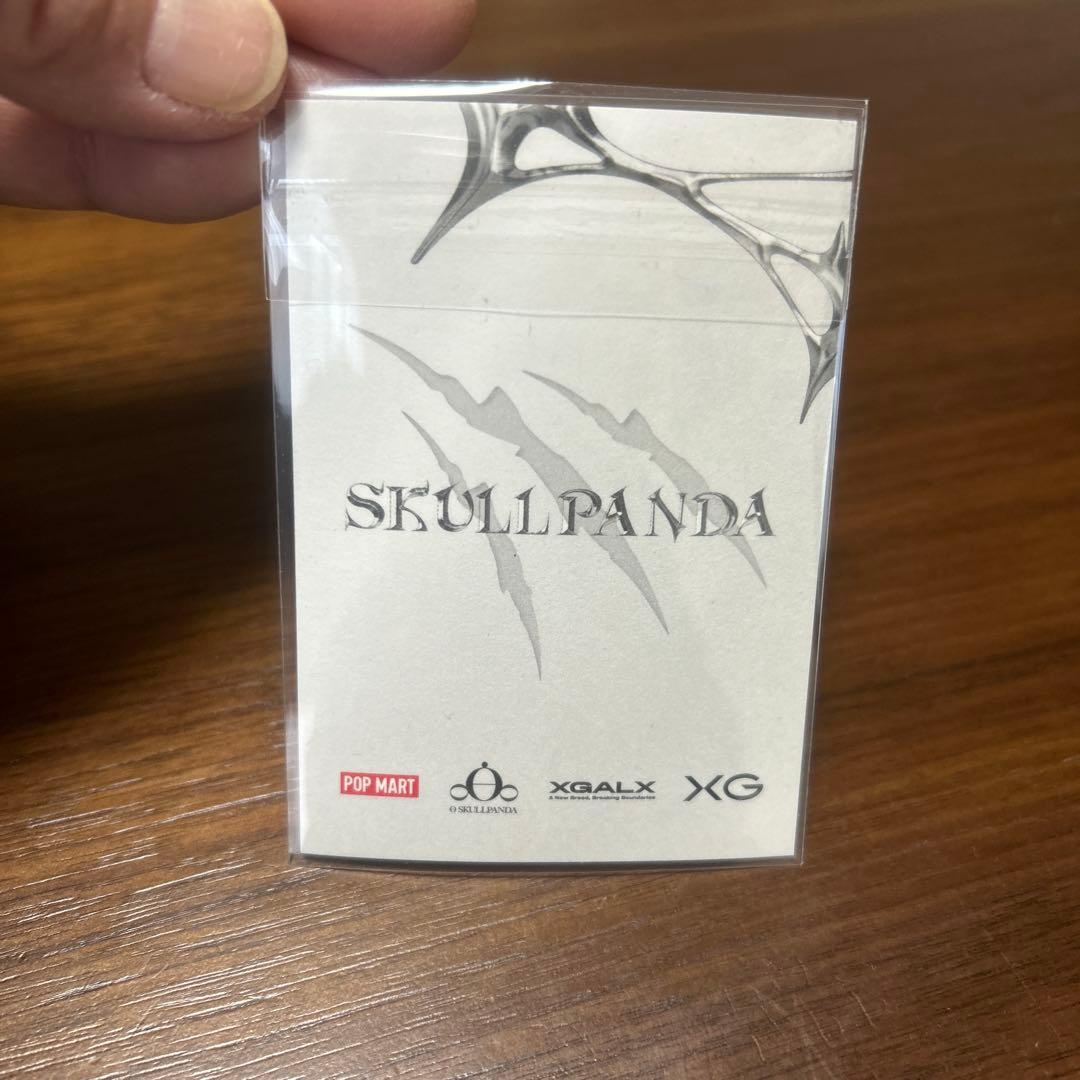 SKULLPANDA
POP MART
SKULLPANDA
XGALX
A New Breed, Breaking Boundaries
XG